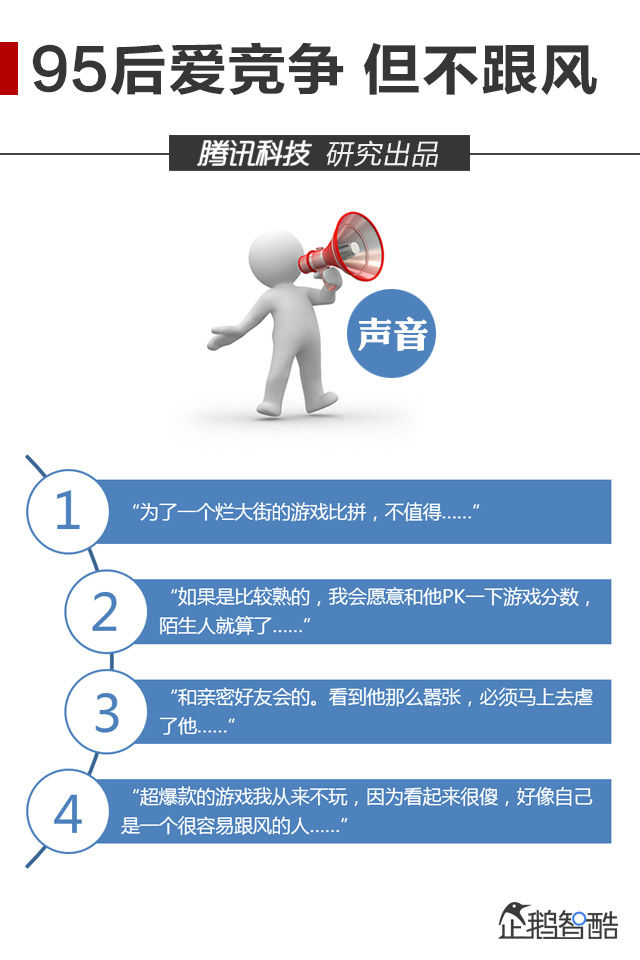 95后爱竞争 但不跟风
腾讯科技 研究出品
声音
1
“为了一个烂大街的游戏比拼，不值得......”
2
“如果是比较熟的，我会愿意和他PK一下游戏分数，
陌生人就算了......”
3
“和亲密好友会的。看到他那么嚣张，必须马上去虐
了他......“
4
“超爆款的游戏我从来不玩，因为看起来很傻，好像自己
是一个很容易跟风的人......”
企鹅智酷